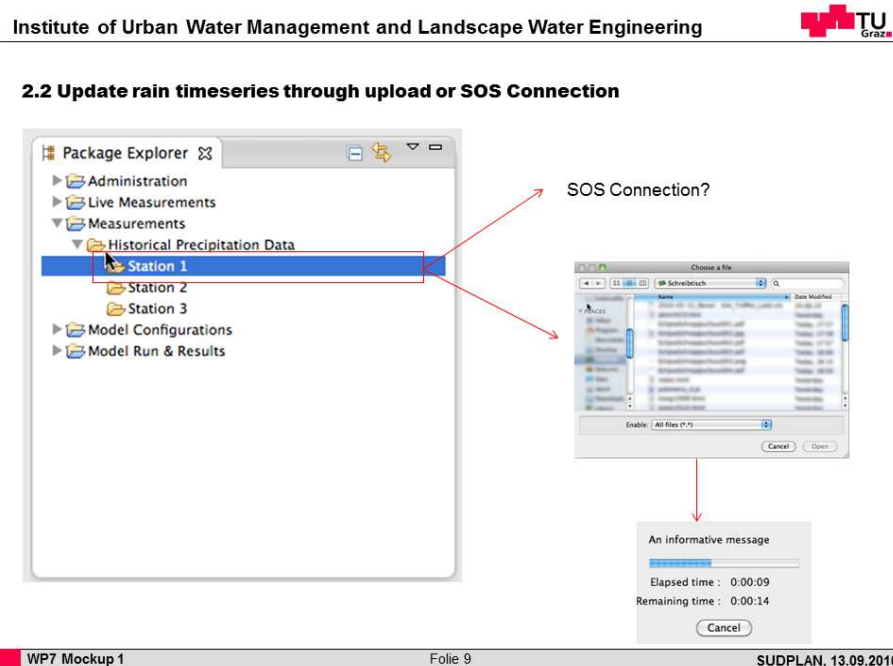 Institute of Urban Water Management and Landscape Water Engineering
TU
Graz
2.2 Update rain timeseries through upload or SOS Connection
Package Explorer
Administration
Live Measurements
Measurements
Historical Precipitation Data
Station 1
Station 2
Station 3
Model Configurations
Model Run & Results
SOS Connection?
Choose a file
Schreibtisch
Name
Date Modified
PLACES
Enable: All files (*.*)
Cancel
Open
An informative message
Elapsed time : 0:00:09
Remaining time : 0:00:14
Cancel
WP7 Mockup 1
Folie 9
SUDPLAN, 13.09.2010